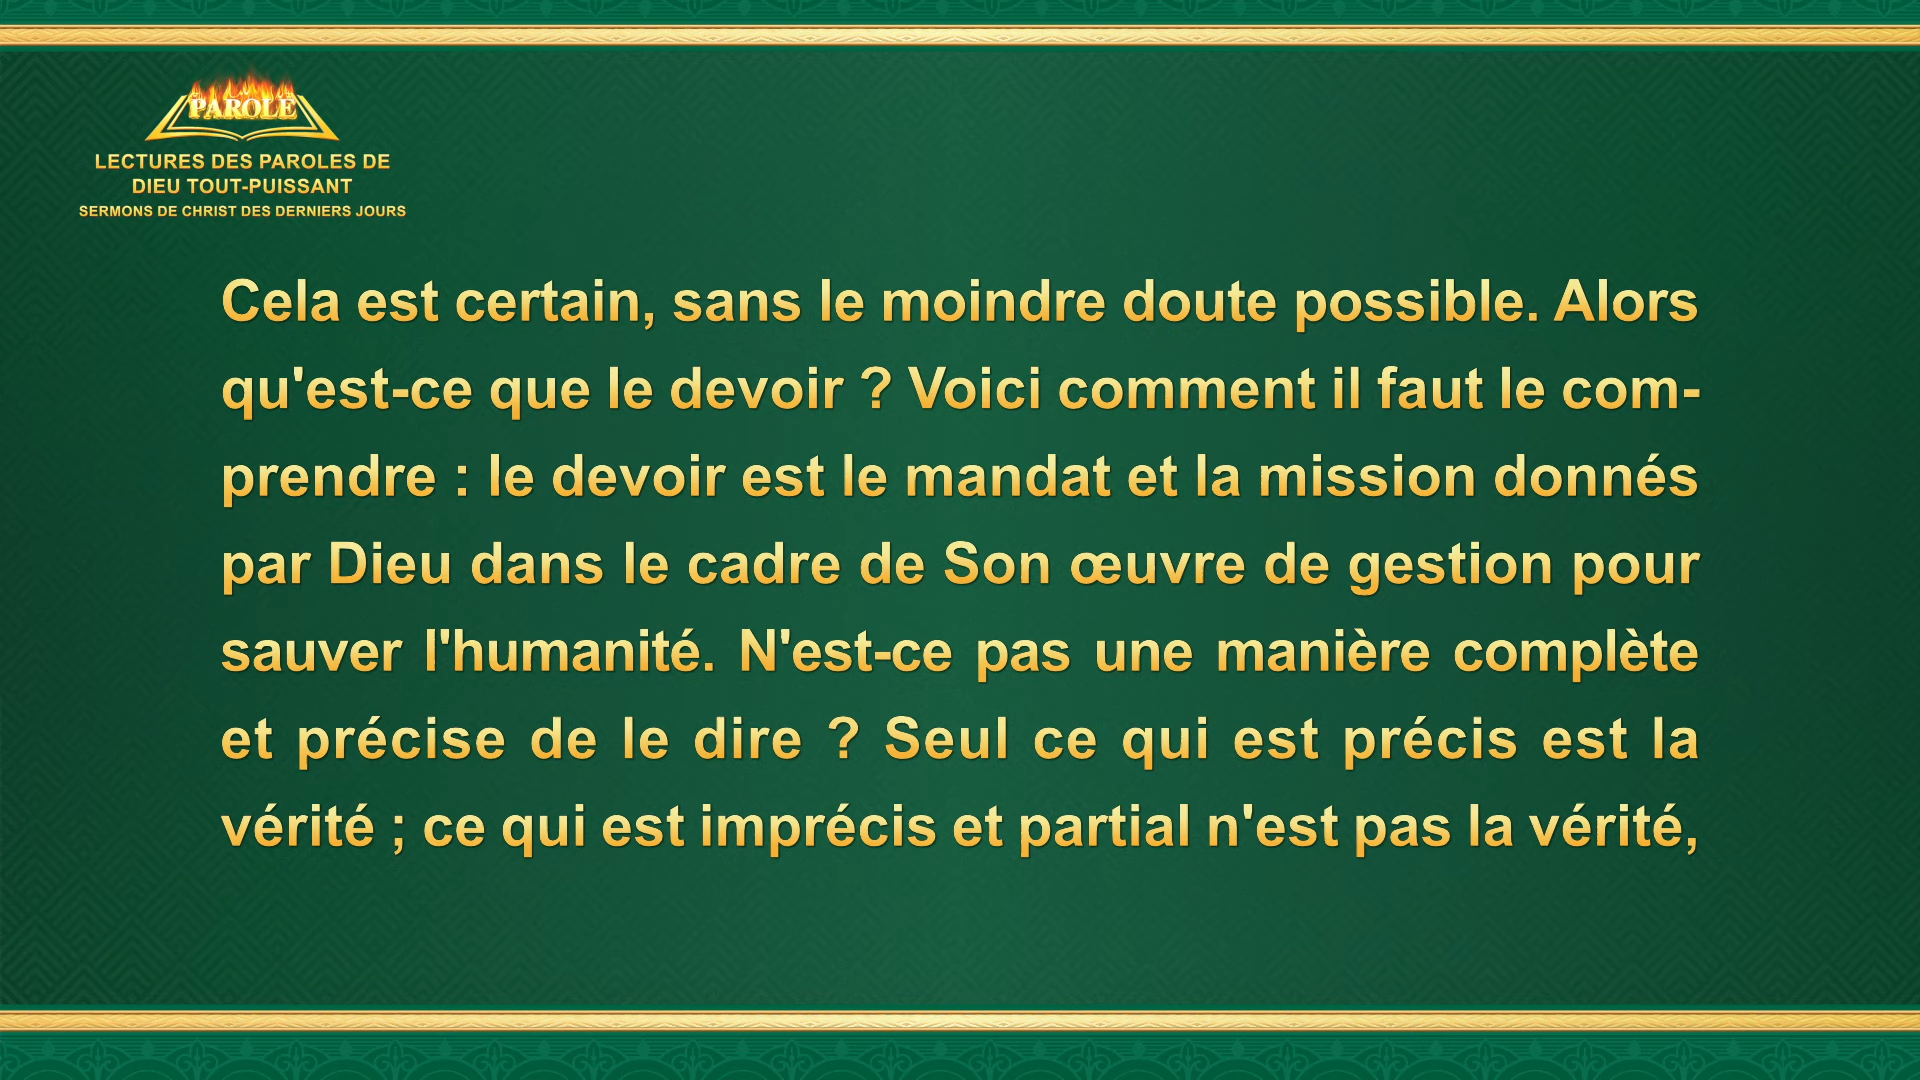 PAROLE
LECTURES DES PAROLES DE
DIEU TOUT-PUISSANT
SERMONS DE CHRIST DES DERNIERS JOURS
Cela est certain, sans le moindre doute possible. Alors
qu'est-ce que le devoir ? Voici comment il faut le com-
prendre : le devoir est le mandat et la mission donnés
par Dieu dans le cadre de Son œuvre de gestion pour
sauver l'humanité. N'est-ce pas une manière complète
et précise de le dire ? Seul ce qui est précis est la
vérité ; ce qui est imprécis et partial n'est pas la vérité,